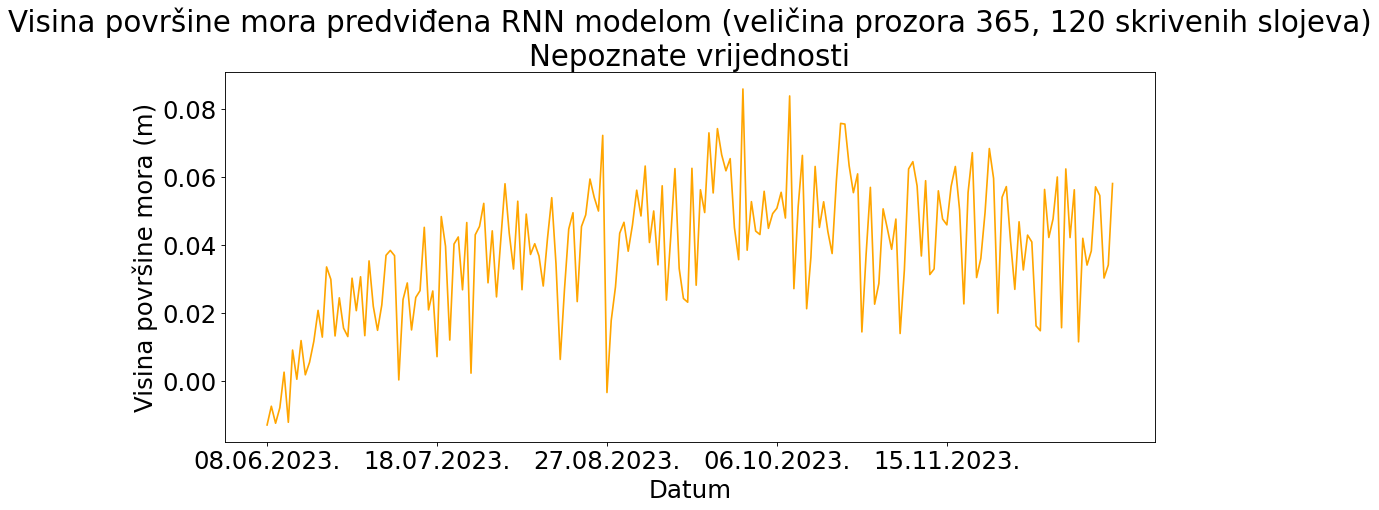 Visina površine mora predviđena RNN modelom (veličina prozora 365, 120 skrivenih slojeva)
Nepoznate vrijednosti
Visina površine mora (m)
0.08
0.06
0.04
0.02
0.00
08.06.2023. 18.07.2023. 27.08.2023. 06.10.2023. 15.11.2023.
Datum